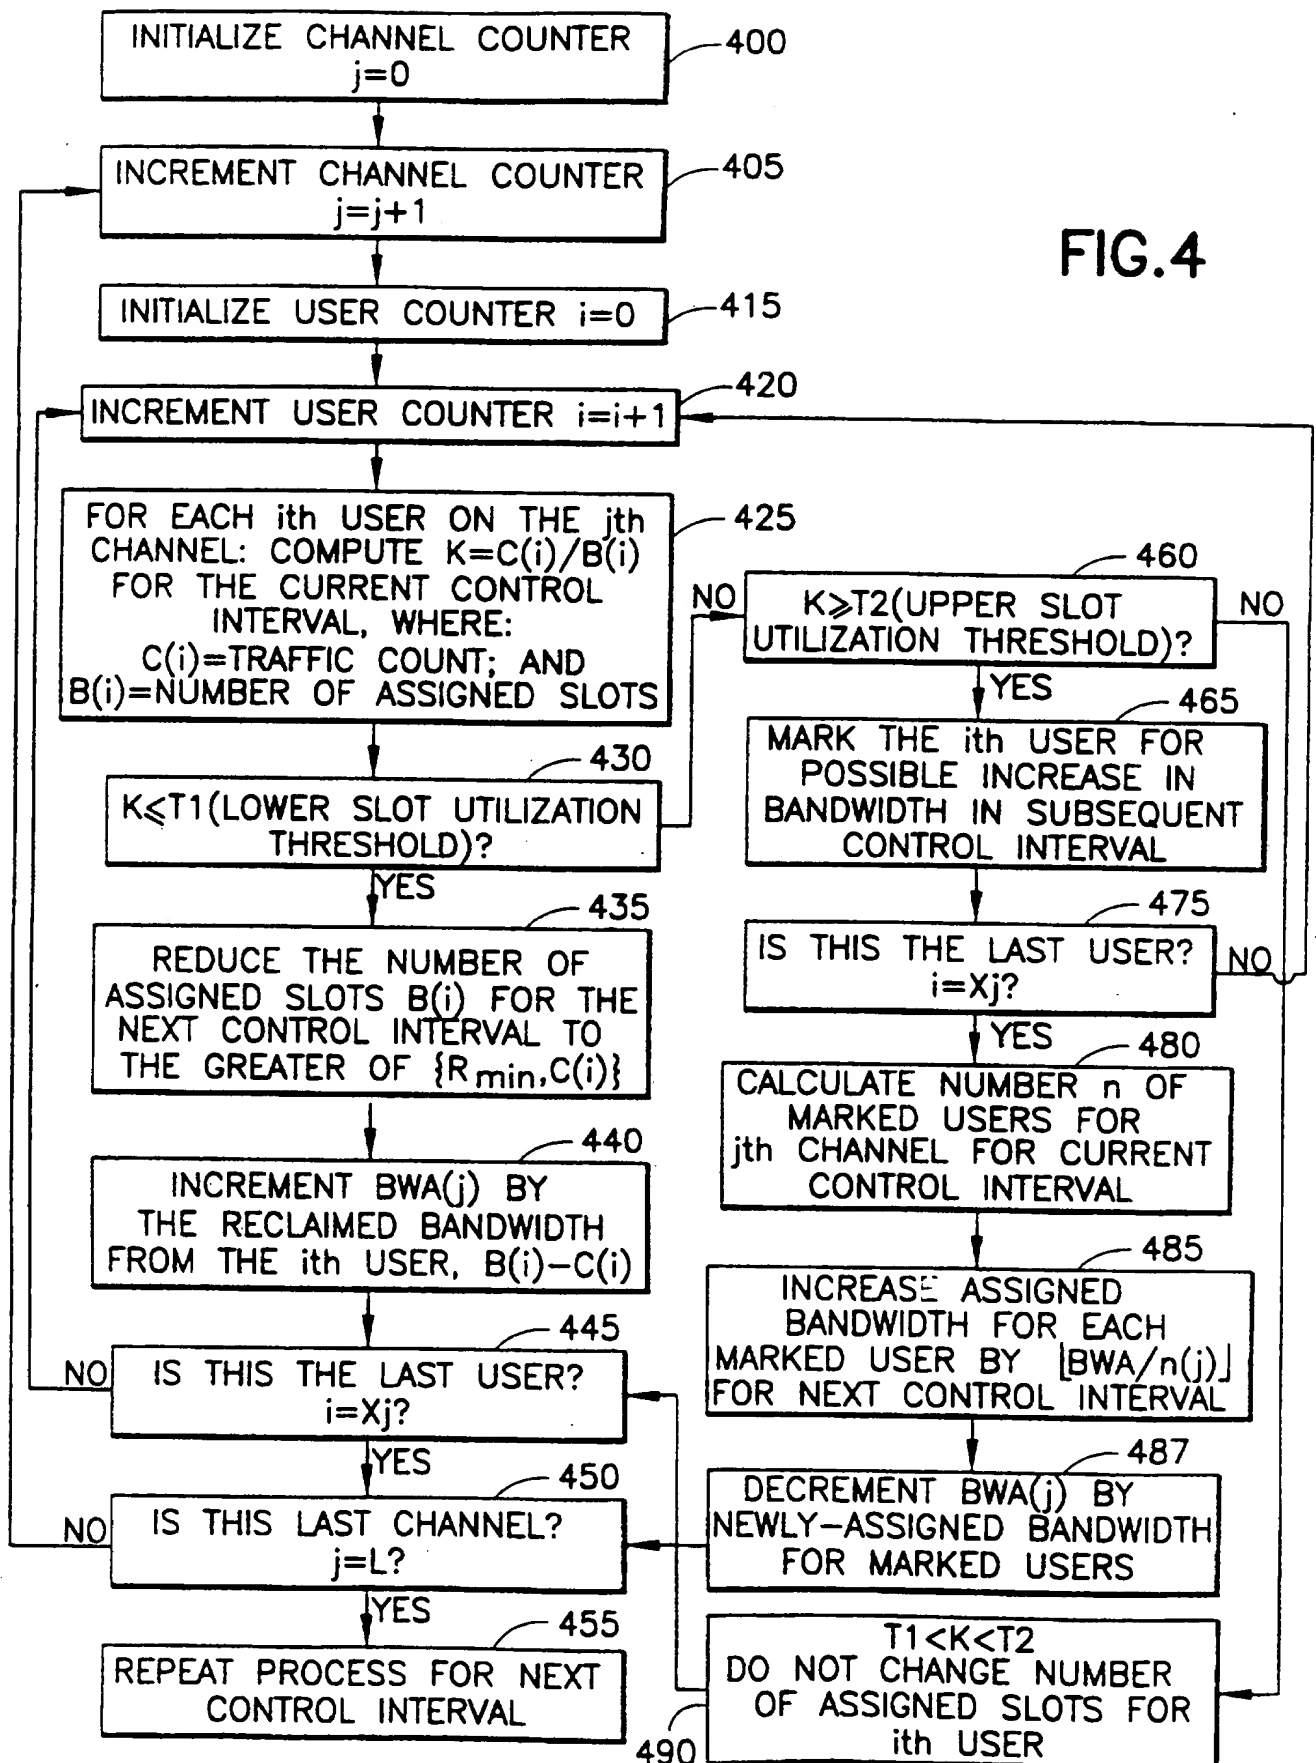 INITIALIZE CHANNEL COUNTER
j=0
400
INCREMENT CHANNEL COUNTER
j=j+1
405
FIG.4
INITIALIZE USER COUNTER i=0
415
INCREMENT USER COUNTER i=i+1
420
FOR EACH ith USER ON THE jth
CHANNEL: COMPUTE K=C(i)/B(i)
FOR THE CURRENT CONTROL
INTERVAL, WHERE:
C(i)=TRAFFIC COUNT; AND
B(i)=NUMBER OF ASSIGNED SLOTS
425
430
K⩽T1(LOWER SLOT UTILIZATION
THRESHOLD)?
NO
YES
435
REDUCE THE NUMBER OF
ASSIGNED SLOTS B(i) FOR THE
NEXT CONTROL INTERVAL TO
THE GREATER OF {Rmin,C(i)}
440
INCREMENT BWA(j) BY
THE RECLAIMED BANDWIDTH
FROM THE ith USER, B(i)-C(i)
445
IS THIS THE LAST USER?
i=Xj?
NO
YES
450
IS THIS LAST CHANNEL?
j=L?
NO
YES
455
REPEAT PROCESS FOR NEXT
CONTROL INTERVAL
460
K⩾T2(UPPER SLOT
UTILIZATION THRESHOLD)?
NO
YES
465
MARK THE ith USER FOR
POSSIBLE INCREASE IN
BANDWIDTH IN SUBSEQUENT
CONTROL INTERVAL
475
IS THIS THE LAST USER?
i=Xj?
NO
YES
480
CALCULATE NUMBER n OF
MARKED USERS FOR
jth CHANNEL FOR CURRENT
CONTROL INTERVAL
485
INCREASE ASSIGNED
BANDWIDTH FOR EACH
MARKED USER BY ⌊BWA/n(j)⌋
FOR NEXT CONTROL INTERVAL
487
DECREMENT BWA(j) BY
NEWLY-ASSIGNED BANDWIDTH
FOR MARKED USERS
T1<K<T2
DO NOT CHANGE NUMBER
OF ASSIGNED SLOTS FOR
ith USER
490